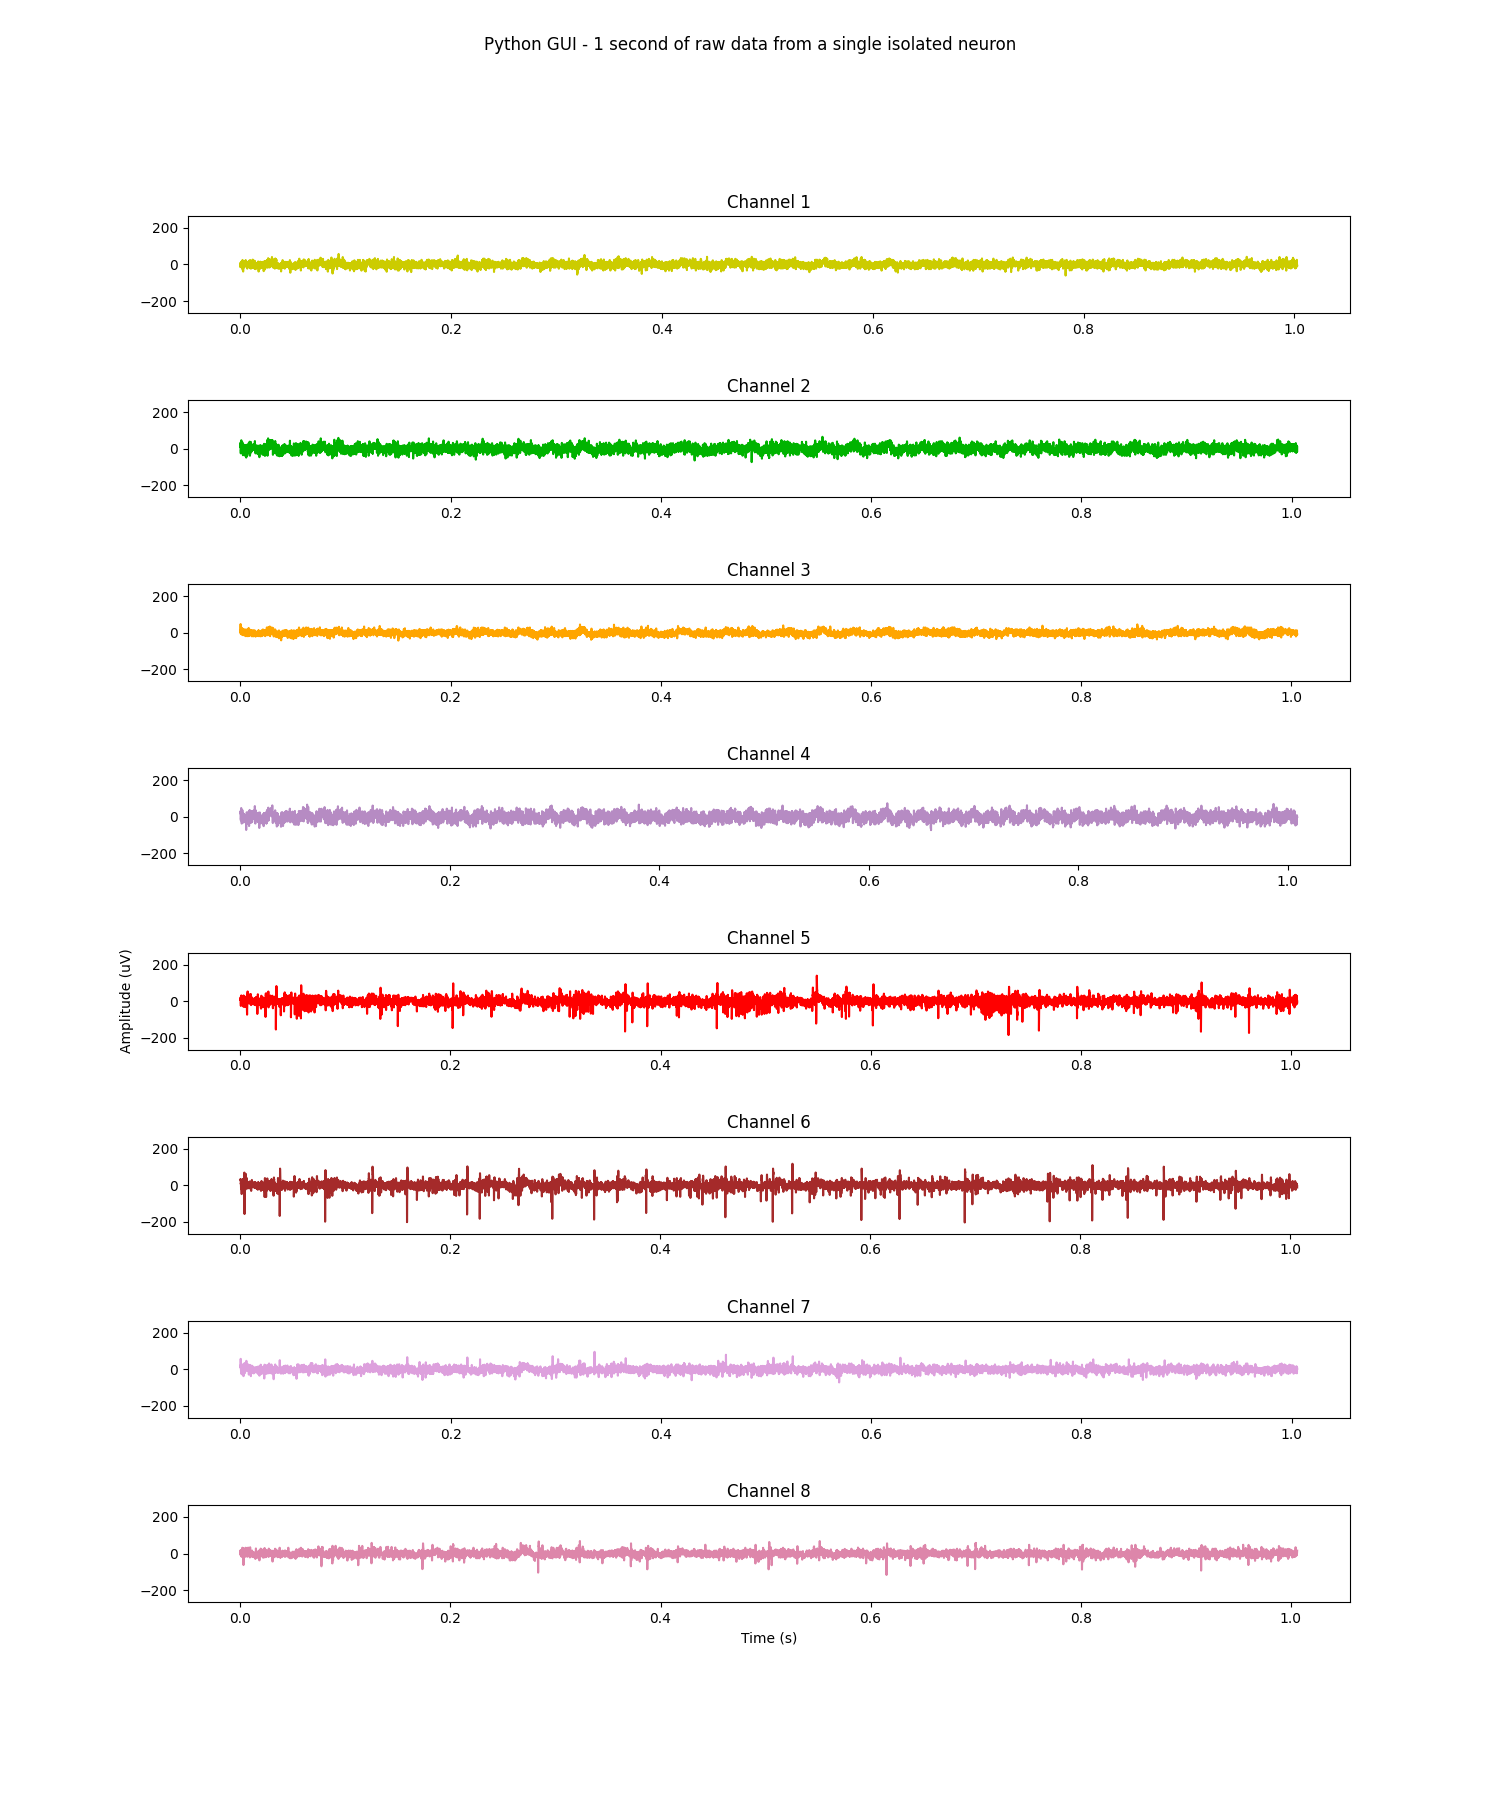 Python GUI - 1 second of raw data from a single isolated neuron
Channel 1
200
0
−200
0.0 0.2 0.4 0.6 0.8 1.0
Channel 2
200
0
−200
0.0 0.2 0.4 0.6 0.8 1.0
Channel 3
200
0
−200
0.0 0.2 0.4 0.6 0.8 1.0
Channel 4
200
0
−200
0.0 0.2 0.4 0.6 0.8 1.0
Channel 5
Amplitude (uV)
200
0
−200
0.0 0.2 0.4 0.6 0.8 1.0
Channel 6
200
0
−200
0.0 0.2 0.4 0.6 0.8 1.0
Channel 7
200
0
−200
0.0 0.2 0.4 0.6 0.8 1.0
Channel 8
200
0
−200
0.0 0.2 0.4 0.6 0.8 1.0
Time (s)